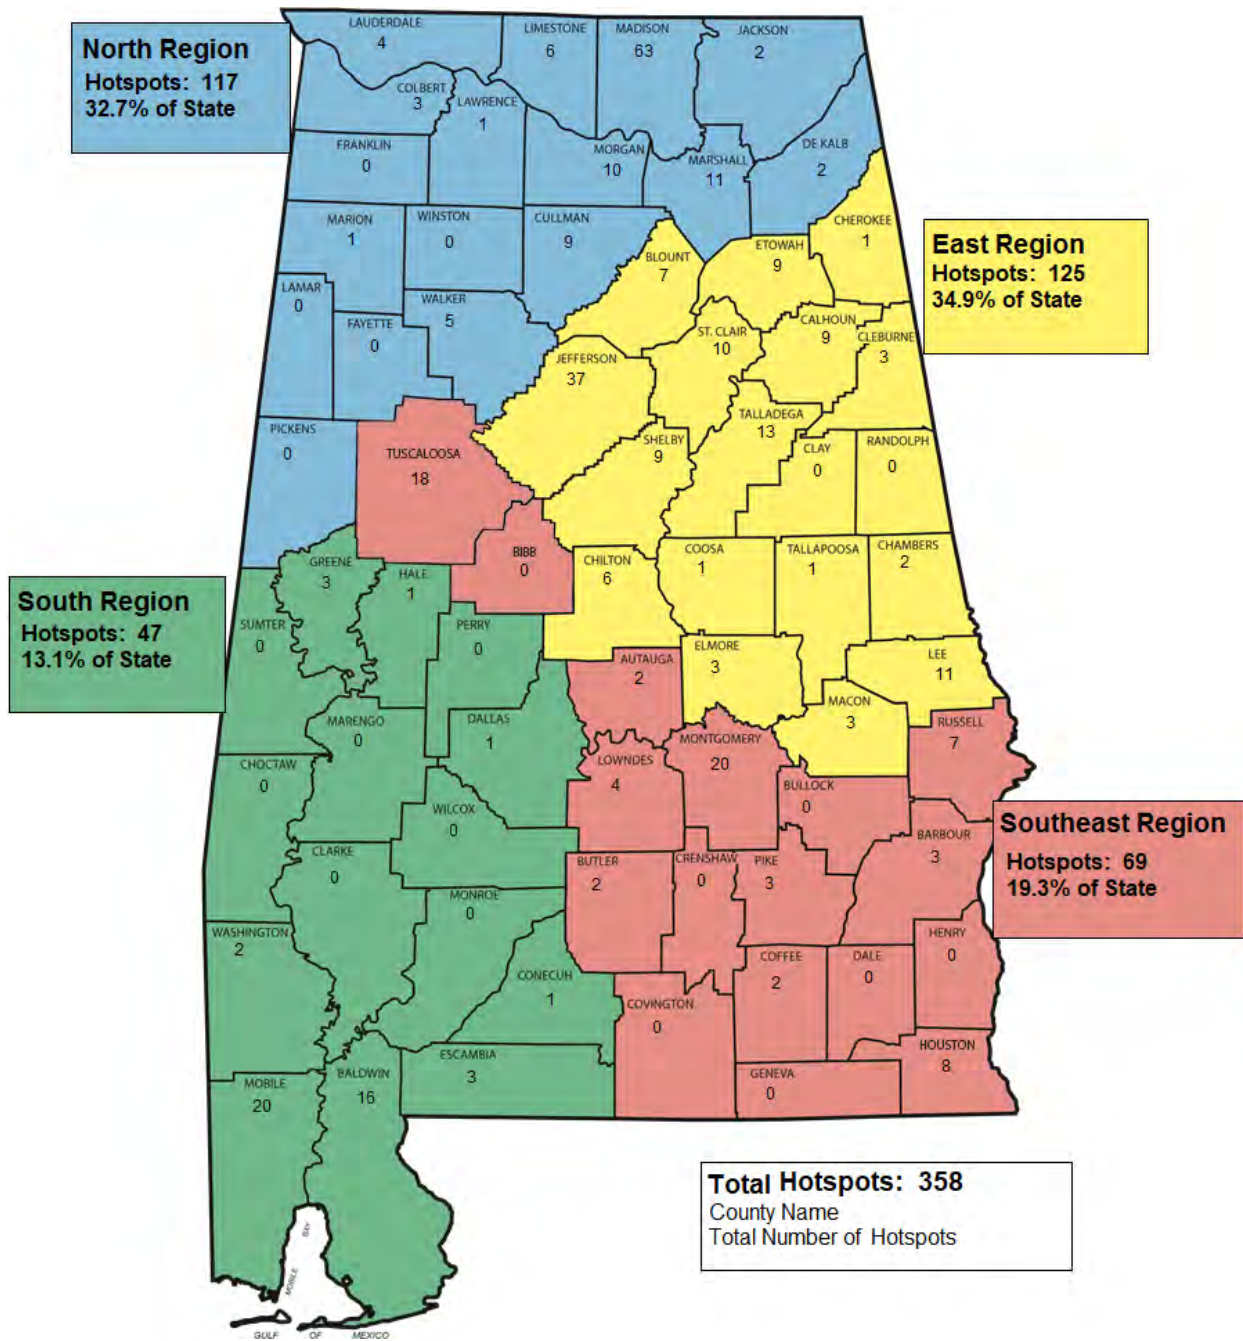 North Region
Hotspots: 117
32.7% of State
LAUDERDALE
4
LIMESTONE
6
MADISON
63
JACKSON
2
COLBERT
3
LAWRENCE
1
FRANKLIN
0
MORGAN
10
MARSHALL
11
DE KALB
2
MARION
1
WINSTON
0
CULLMAN
9
LAMAR
0
FAYETTE
0
WALKER
5
PICKENS
0
East Region
Hotspots: 125
34.9% of State
CHEROKEE
1
BLOUNT
7
ETOWAH
9
ST. CLAIR
10
CALHOUN
9
CLEBURNE
3
JEFFERSON
37
TALLADEGA
13
SHELBY
9
CLAY
0
RANDOLPH
0
CHILTON
6
COOSA
1
TALLAPOOSA
1
CHAMBERS
2
ELMORE
3
LEE
11
MACON
3
TUSCALOOSA
18
BIBB
0
South Region
Hotspots: 47
13.1% of State
GREENE
3
HALE
1
SUMTER
0
PERRY
0
MARENGO
0
DALLAS
1
CHOCTAW
0
WILCOX
0
CLARKE
0
MONROE
0
WASHINGTON
2
CONECUH
1
ESCAMBIA
3
MOBILE
20
BALDWIN
16
AUTAUGA
2
LOWNDES
4
MONTGOMERY
20
RUSSELL
7
BULLOCK
0
Southeast Region
Hotspots: 69
19.3% of State
BARBOUR
3
BUTLER
2
CRENSHAW
0
PIKE
3
HENRY
0
COFFEE
2
DALE
0
COVINGTON
0
HOUSTON
8
GENEVA
0
Total Hotspots: 358
County Name
Total Number of Hotspots
MOBILE BAY
GULF OF MEXICO